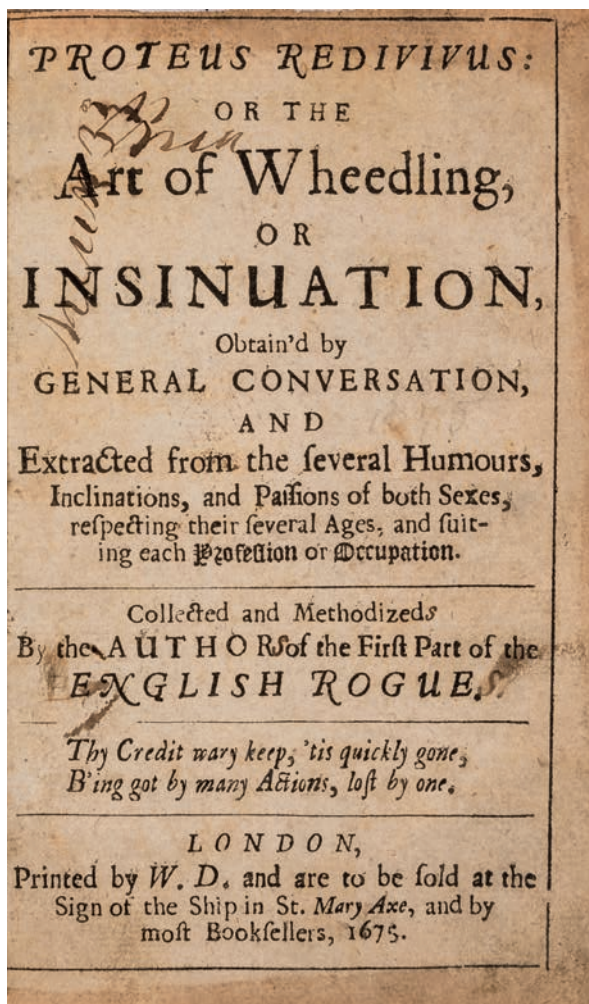 PROTEUS REDIVIVUS:
OR THE
Art of Wheedling,
OR
INSINUATION,
Obtain'd by
GENERAL CONVERSATION,
AND
Extracted from the ſeveral Humours,
Inclinations, and Paſſions of both Sexes,
reſpecting their ſeveral Ages, and ſuit-
ing each Profeſſion or Occupation.
Collected and Methodized
By the AUTHOR of the Firſt Part of the
ENGLISH ROGUE.
Thy Credit wary keep, 'tis quickly gone,
B'ing got by many Actions, loſt by one.
LONDON,
Printed by W. D. and are to be ſold at the
Sign of the Ship in St. Mary Axe, and by
moſt Bookſellers, 1675.